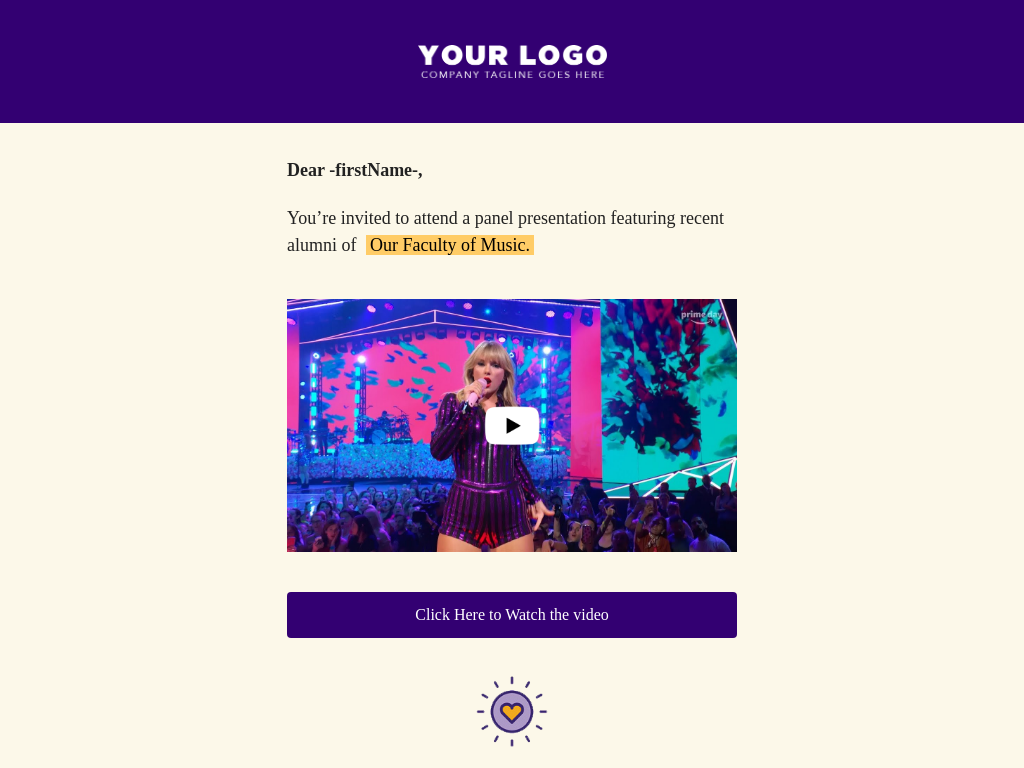 YOUR LOGO
COMPANY TAGLINE GOES HERE
Dear -firstName-,
You’re invited to attend a panel presentation featuring recent
alumni of Our Faculty of Music.
prime day
Click Here to Watch the video